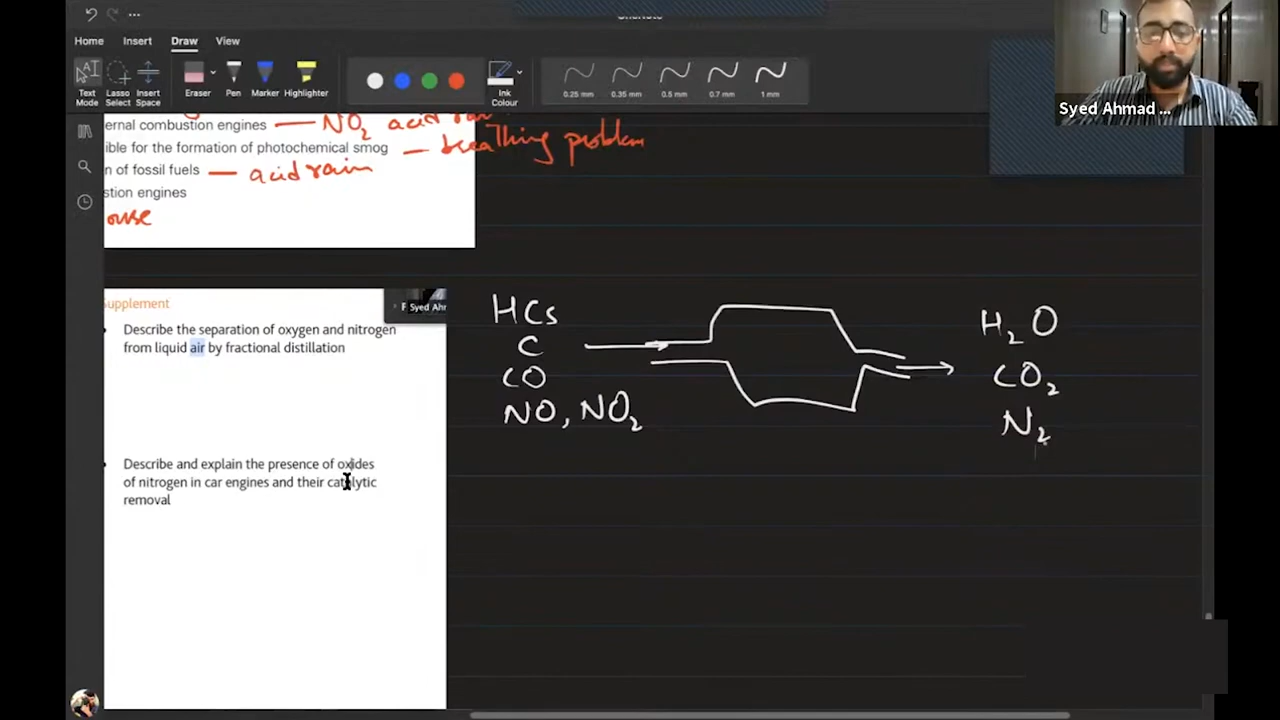 OneNote
Home Insert Draw View
Text Mode
Lasso Select
Insert Space
Eraser
Pen
Marker
Highlighter
Ink Colour
0.25 mm 0.35 mm 0.5 mm 0.7 mm 1 mm
Syed Ahmad ...
ernal combustion engines — NO2 acid rain
ible for the formation of photochemical smog — breathing problem
n of fossil fuels — acid rain
stion engines
ouse
upplement
Syed Ahr
Describe the separation of oxygen and nitrogen
from liquid air by fractional distillation
Describe and explain the presence of oxides
of nitrogen in car engines and their catalytic
removal
HCs
C
CO
NO, NO2
H2O
CO2
N2